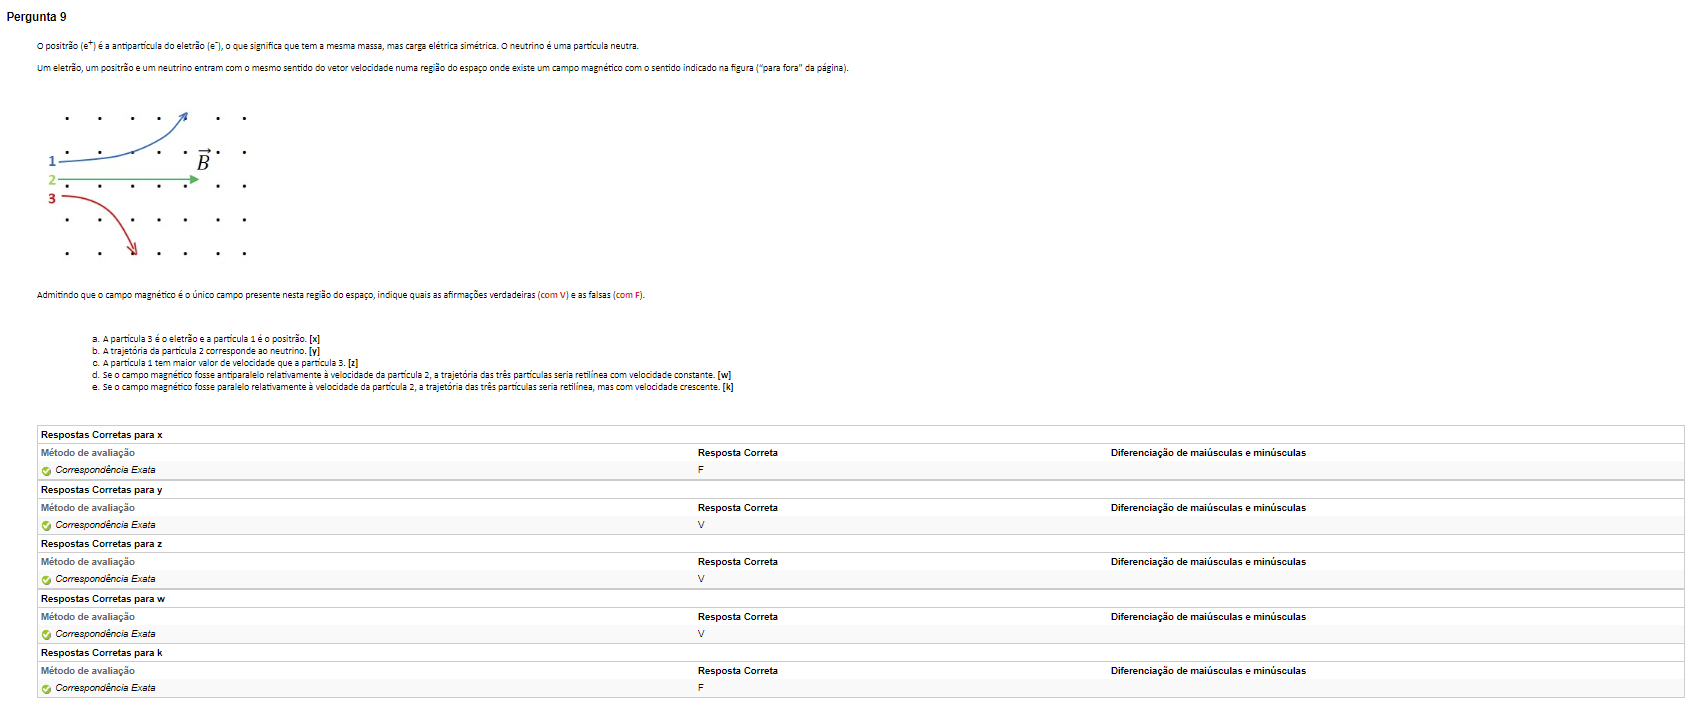 Pergunta 9
O positrão (e⁺) é a antipartícula do eletrão (e⁻), o que significa que tem a mesma massa, mas carga elétrica simétrica. O neutrino é uma partícula neutra.
Um eletrão, um positrão e um neutrino entram com o mesmo sentido do vetor velocidade numa região do espaço onde existe um campo magnético com o sentido indicado na figura ("para fora" da página).
1
B⃗
2
3
Admitindo que o campo magnético é o único campo presente nesta região do espaço, indique quais as afirmações verdadeiras (com V) e as falsas (com F).
a. A partícula 3 é o eletrão e a partícula 1 é o positrão. [x]
b. A trajetória da partícula 2 corresponde ao neutrino. [y]
c. A partícula 1 tem maior valor de velocidade que a partícula 3. [z]
d. Se o campo magnético fosse antiparalelo relativamente à velocidade da partícula 2, a trajetória das três partículas seria retilínea com velocidade constante. [w]
e. Se o campo magnético fosse paralelo relativamente à velocidade da partícula 2, a trajetória das três partículas seria retilínea, mas com velocidade crescente. [k]
Respostas Corretas para x
Método de avaliação Resposta Correta Diferenciação de maiúsculas e minúsculas
Correspondência Exata F
Respostas Corretas para y
Método de avaliação Resposta Correta Diferenciação de maiúsculas e minúsculas
Correspondência Exata V
Respostas Corretas para z
Método de avaliação Resposta Correta Diferenciação de maiúsculas e minúsculas
Correspondência Exata V
Respostas Corretas para w
Método de avaliação Resposta Correta Diferenciação de maiúsculas e minúsculas
Correspondência Exata V
Respostas Corretas para k
Método de avaliação Resposta Correta Diferenciação de maiúsculas e minúsculas
Correspondência Exata F